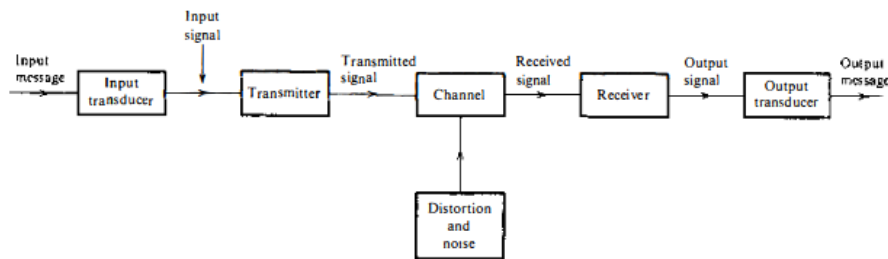 Input
signal
Input
message
Input
transducer
Transmitter
Transmitted
signal
Channel
Received
signal
Receiver
Output
signal
Output
transducer
Output
message
Distortion
and
noise